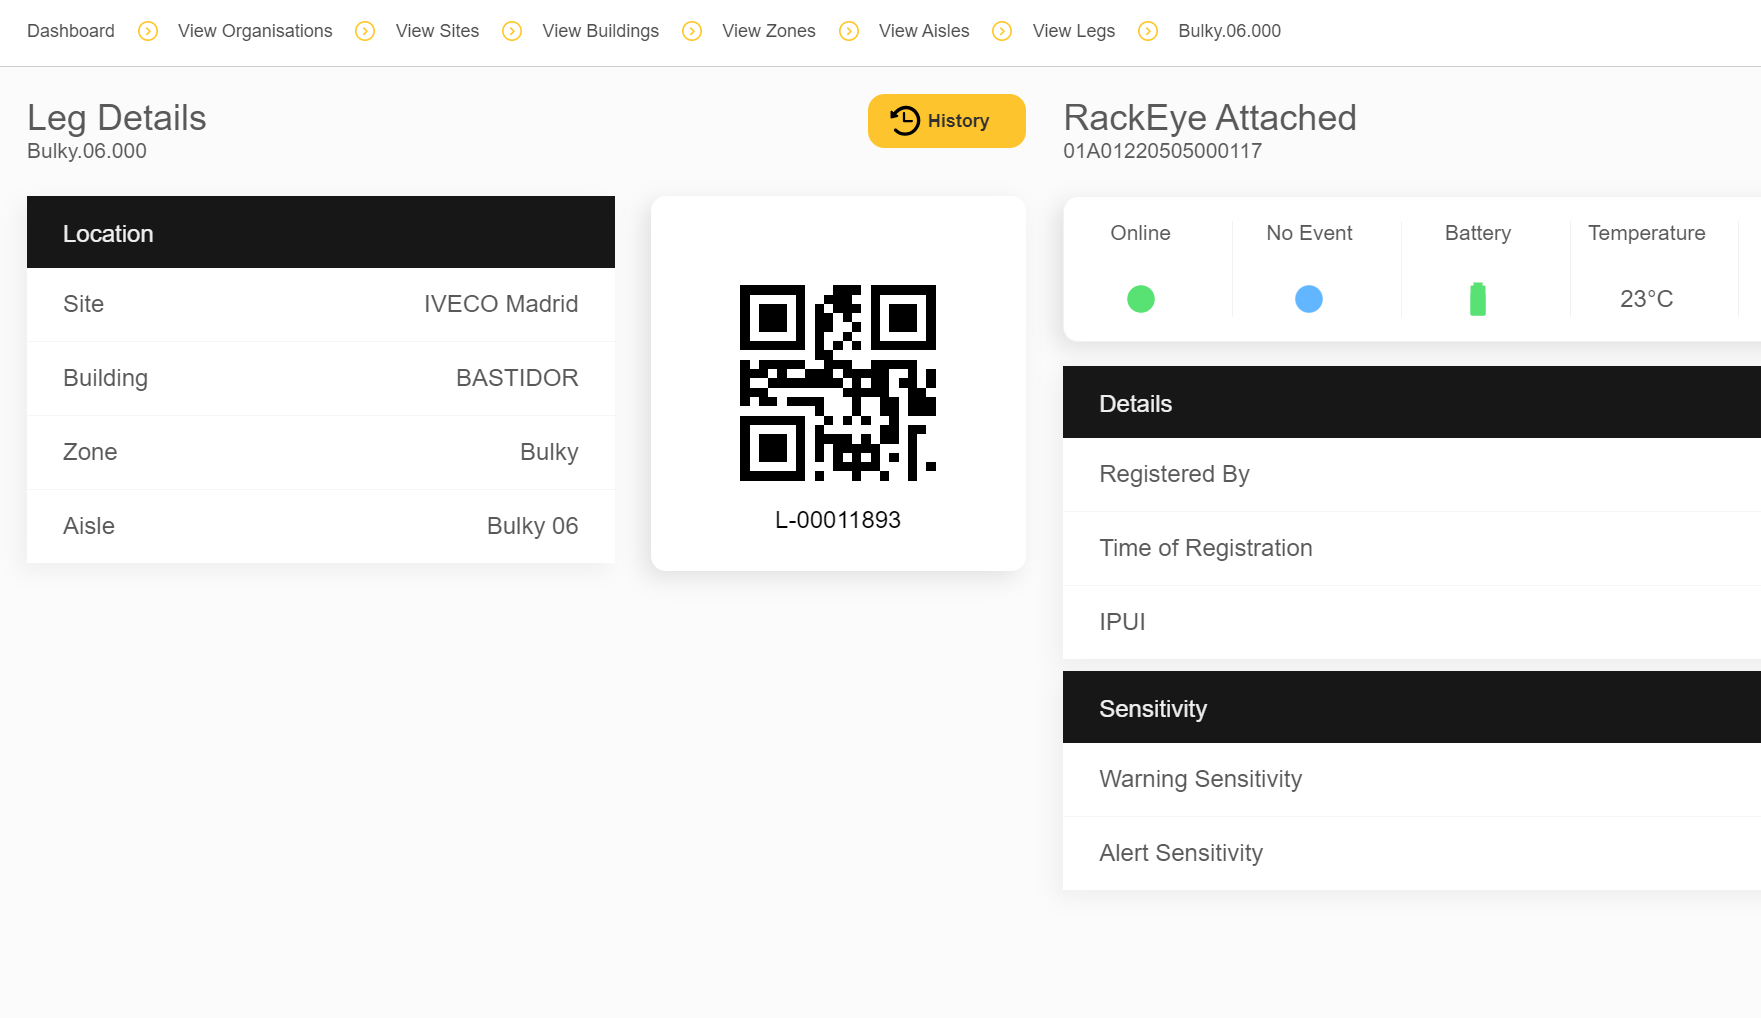 Dashboard View Organisations View Sites View Buildings View Zones View Aisles View Legs Bulky.06.000
Leg Details
Bulky.06.000
History
Location
Site IVECO Madrid
Building BASTIDOR
Zone Bulky
Aisle Bulky 06
L-00011893
RackEye Attached
01A01220505000117
Online No Event Battery Temperature
23°C
Details
Registered By
Time of Registration
IPUI
Sensitivity
Warning Sensitivity
Alert Sensitivity